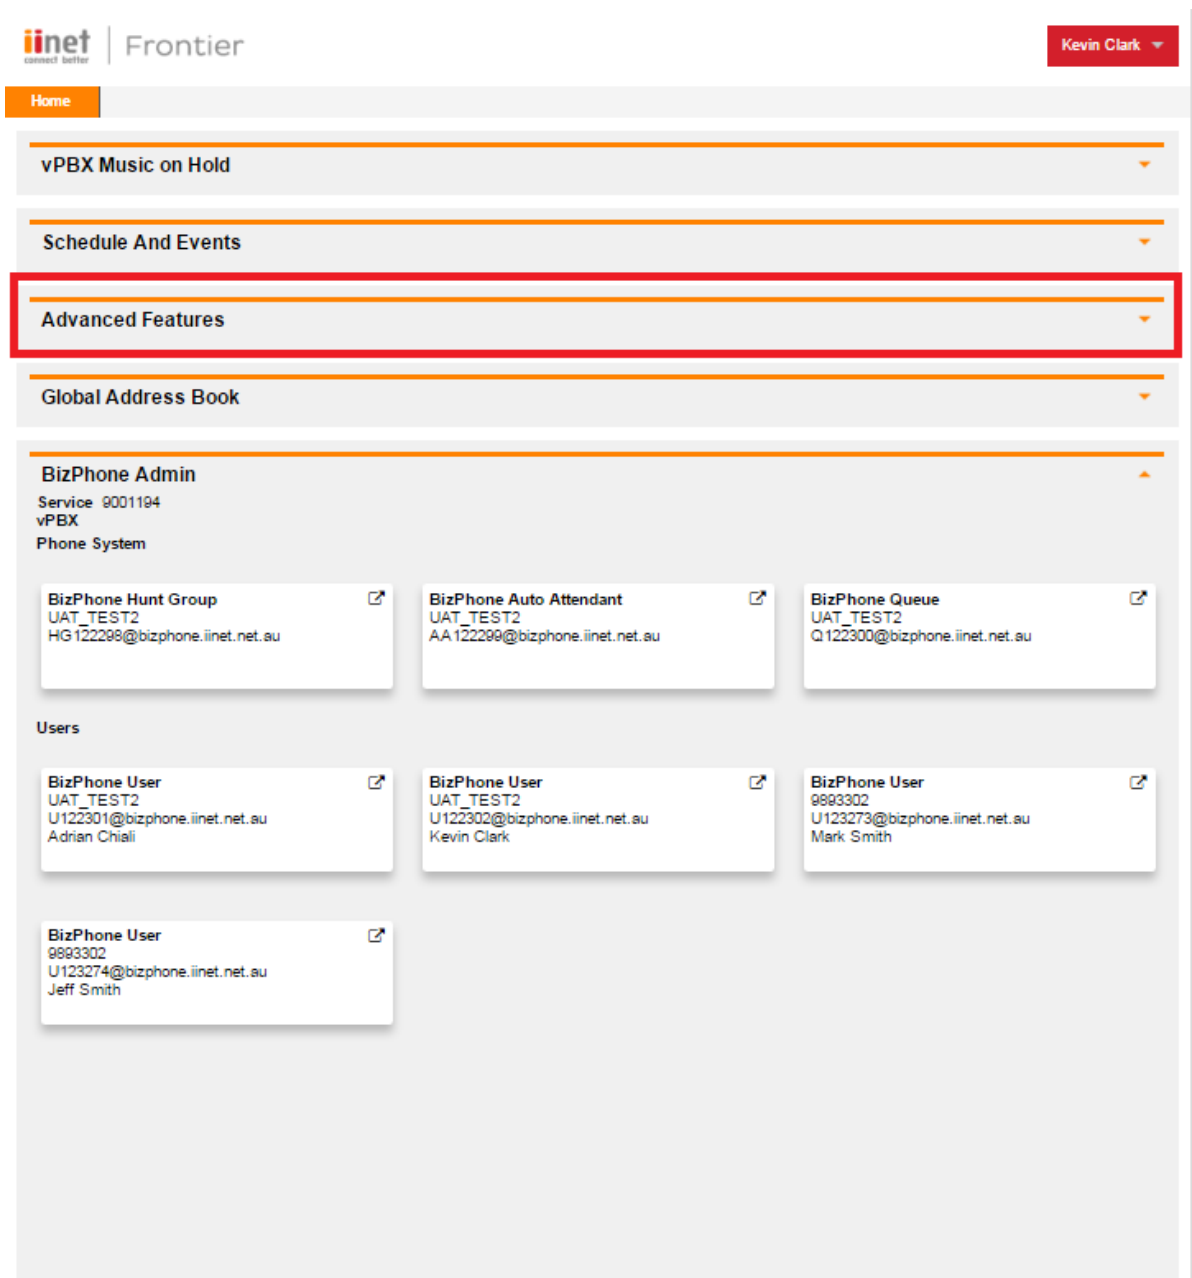 iinet
connect better
Frontier
Kevin Clark
Home
vPBX Music on Hold
Schedule And Events
Advanced Features
Global Address Book
BizPhone Admin
Service 9001194
vPBX
Phone System
BizPhone Hunt Group
UAT_TEST2
HG122298@bizphone.iinet.net.au
BizPhone Auto Attendant
UAT_TEST2
AA122299@bizphone.iinet.net.au
BizPhone Queue
UAT_TEST2
Q122300@bizphone.iinet.net.au
Users
BizPhone User
UAT_TEST2
U122301@bizphone.iinet.net.au
Adrian Chiali
BizPhone User
UAT_TEST2
U122302@bizphone.iinet.net.au
Kevin Clark
BizPhone User
9893302
U123273@bizphone.iinet.net.au
Mark Smith
BizPhone User
9893302
U123274@bizphone.iinet.net.au
Jeff Smith